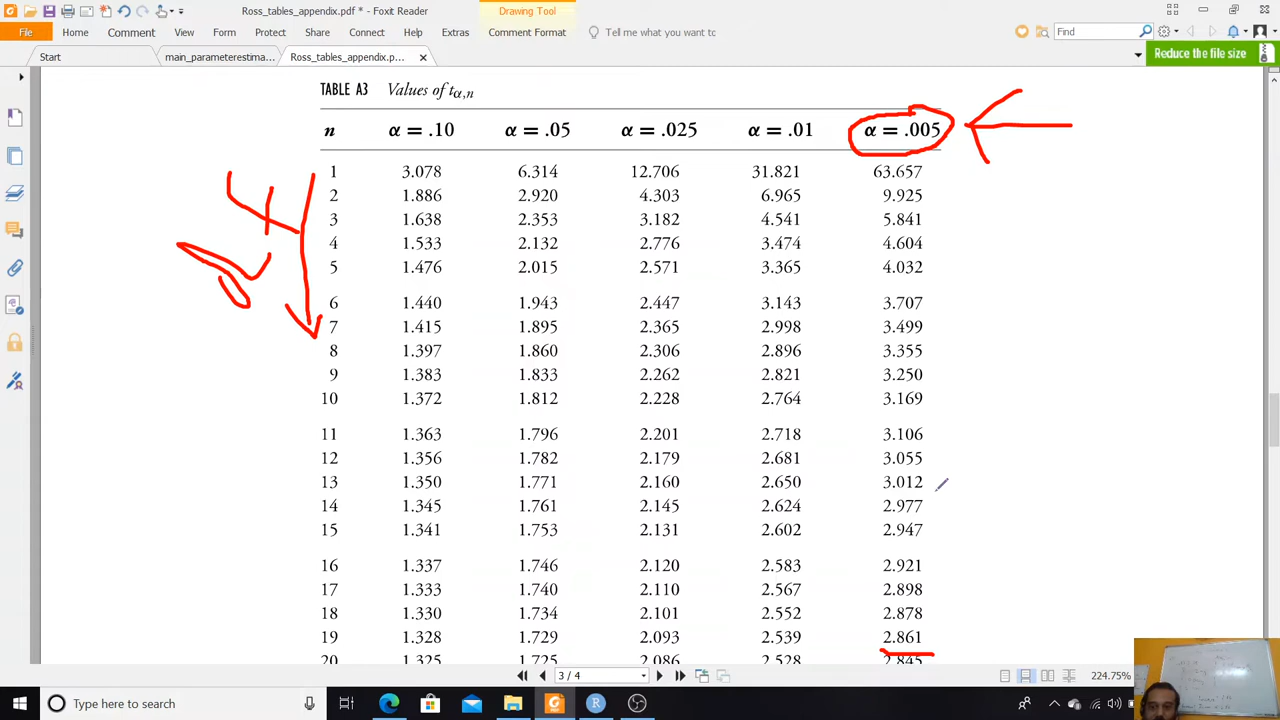 Ross_tables_appendix.pdf * - Foxit Reader
Drawing Tool
File Home Comment View Form Protect Share Connect Help Extras Comment Format Tell me what you want to
Find
Start main_parameterestima... Ross_tables_appendix.p...
Reduce the file size
TABLE A3 Values of tα,n
n α = .10 α = .05 α = .025 α = .01 α = .005
1 3.078 6.314 12.706 31.821 63.657
2 1.886 2.920 4.303 6.965 9.925
3 1.638 2.353 3.182 4.541 5.841
4 1.533 2.132 2.776 3.474 4.604
5 1.476 2.015 2.571 3.365 4.032
6 1.440 1.943 2.447 3.143 3.707
7 1.415 1.895 2.365 2.998 3.499
8 1.397 1.860 2.306 2.896 3.355
9 1.383 1.833 2.262 2.821 3.250
10 1.372 1.812 2.228 2.764 3.169
11 1.363 1.796 2.201 2.718 3.106
12 1.356 1.782 2.179 2.681 3.055
13 1.350 1.771 2.160 2.650 3.012
14 1.345 1.761 2.145 2.624 2.977
15 1.341 1.753 2.131 2.602 2.947
16 1.337 1.746 2.120 2.583 2.921
17 1.333 1.740 2.110 2.567 2.898
18 1.330 1.734 2.101 2.552 2.878
19 1.328 1.729 2.093 2.539 2.861
20 1.325 1.725 2.086 2.528 2.845
3 / 4
224.75%
Type here to search